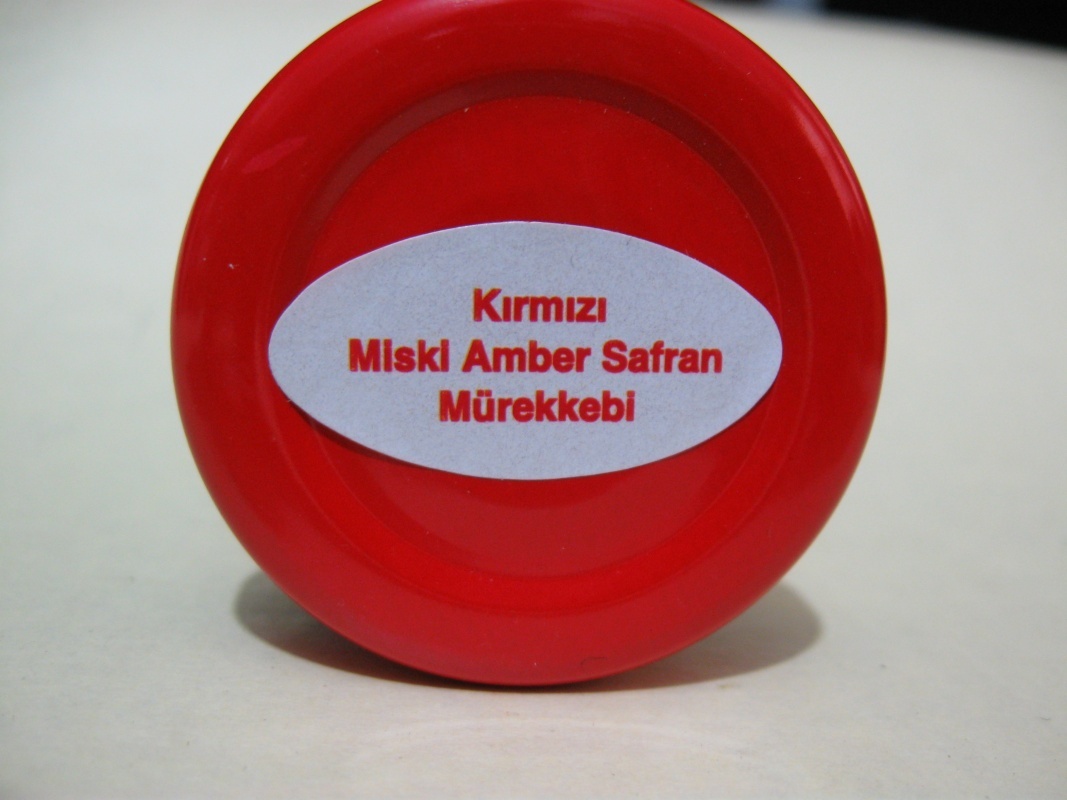 Kırmızı
Miski Amber Safran
Mürekkebi